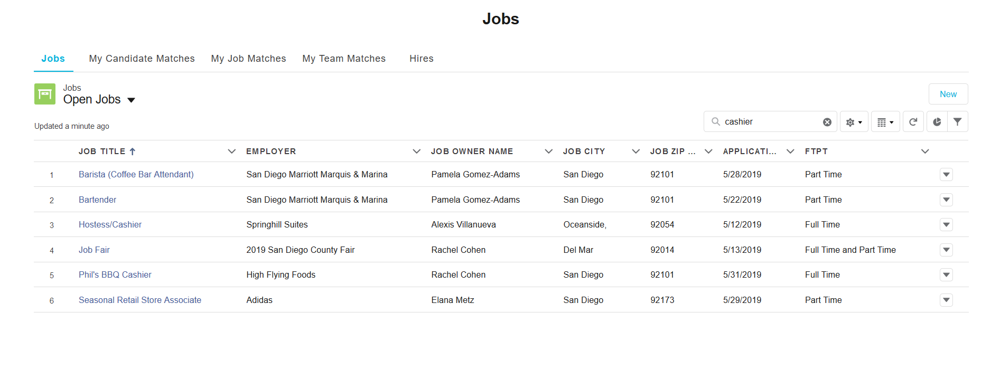 Jobs
Jobs My Candidate Matches My Job Matches My Team Matches Hires
Jobs
Open Jobs
New
Updated a minute ago
cashier
JOB TITLE EMPLOYER JOB OWNER NAME JOB CITY JOB ZIP ... APPLICATI... FTPT
1 Barista (Coffee Bar Attendant) San Diego Marriott Marquis & Marina Pamela Gomez-Adams San Diego 92101 5/28/2019 Part Time
2 Bartender San Diego Marriott Marquis & Marina Pamela Gomez-Adams San Diego 92101 5/22/2019 Part Time
3 Hostess/Cashier Springhill Suites Alexis Villanueva Oceanside, 92054 5/12/2019 Full Time
4 Job Fair 2019 San Diego County Fair Rachel Cohen Del Mar 92014 5/13/2019 Full Time and Part Time
5 Phil's BBQ Cashier High Flying Foods Rachel Cohen San Diego 92101 5/31/2019 Full Time
6 Seasonal Retail Store Associate Adidas Elana Metz San Diego 92173 5/29/2019 Part Time